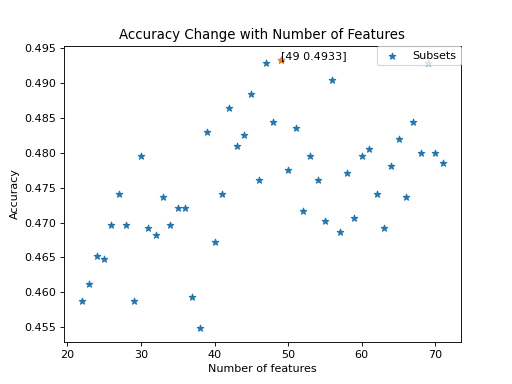 Accuracy Change with Number of Features
[49 0.4933]
Subsets
Accuracy
0.495
0.490
0.485
0.480
0.475
0.470
0.465
0.460
0.455
20 30 40 50 60 70
Number of features